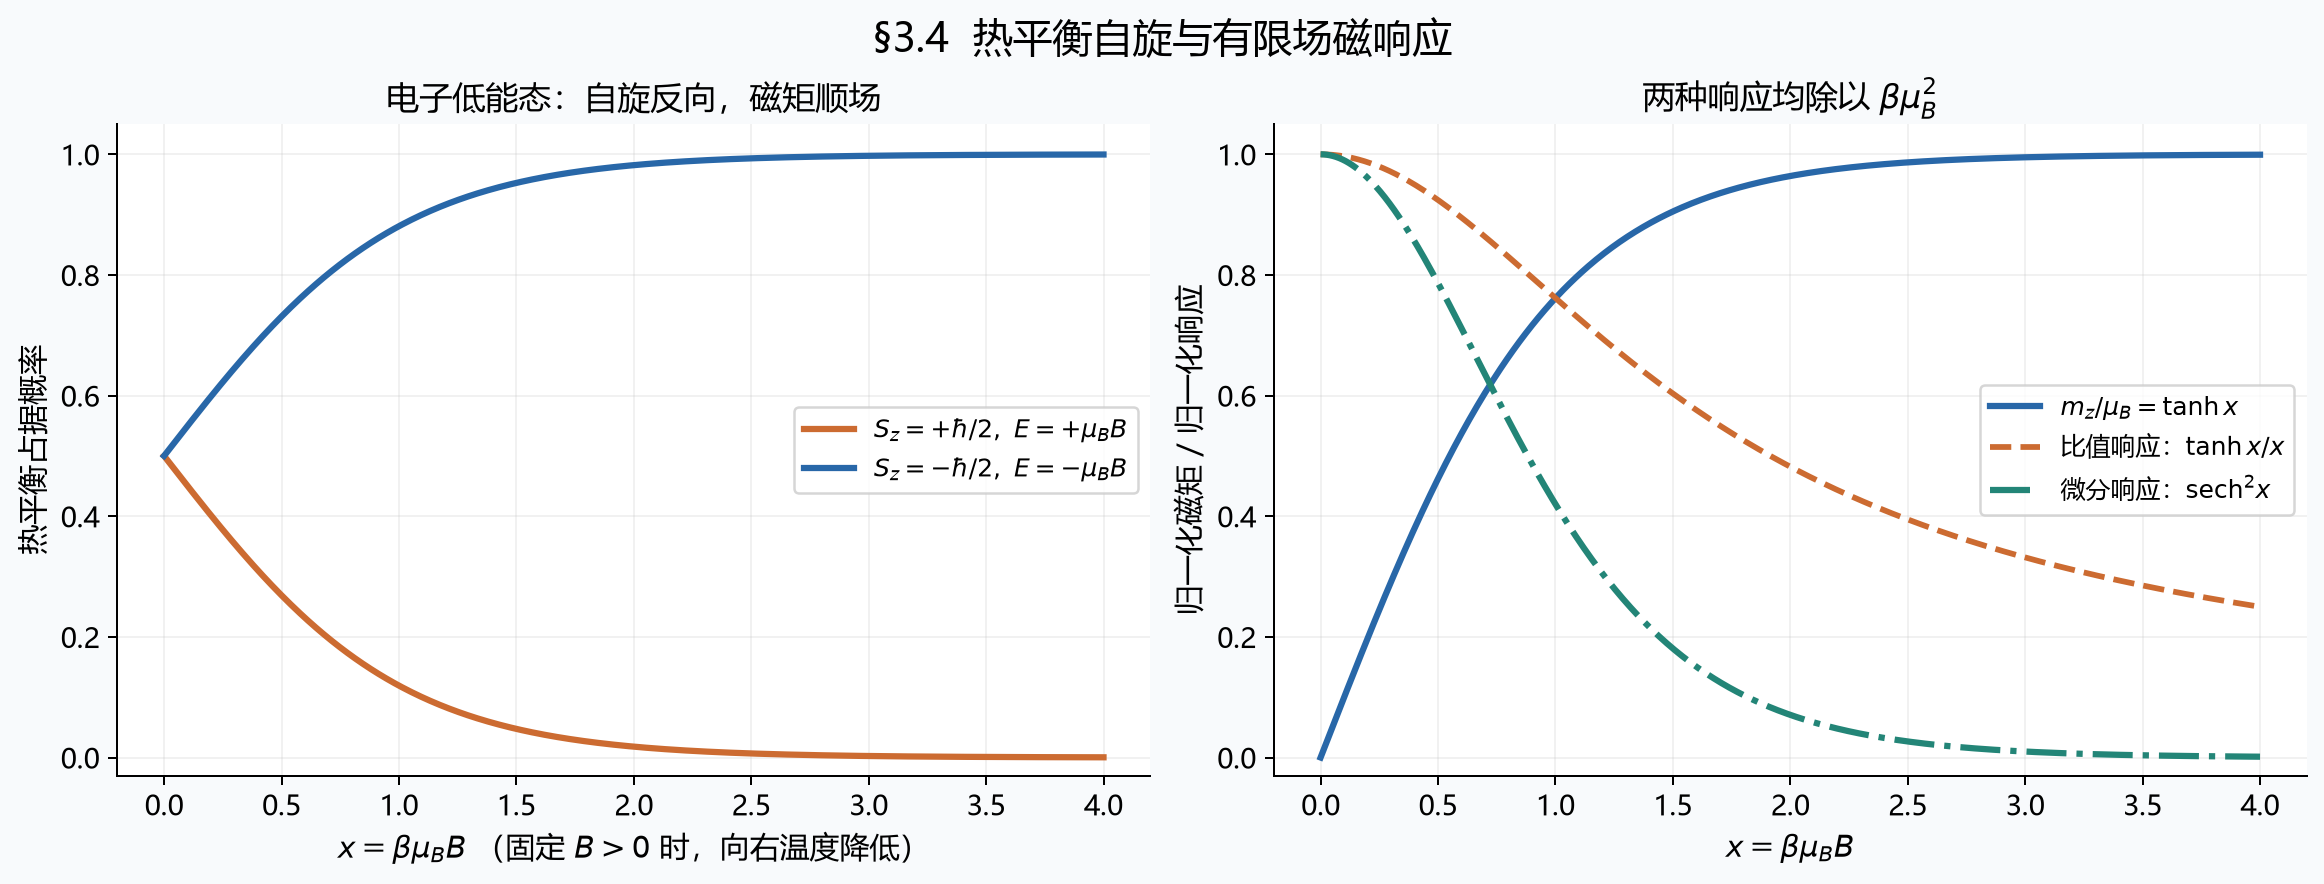 §3.4 热平衡自旋与有限场磁响应
电子低能态：自旋反向，磁矩顺场
热平衡占据概率
1.0
0.8
0.6
0.4
0.2
0.0
S_z = +ħ/2, E = +μ_B B
S_z = −ħ/2, E = −μ_B B
0.0 0.5 1.0 1.5 2.0 2.5 3.0 3.5 4.0
x = βμ_B B （固定 B > 0 时，向右温度降低）
两种响应均除以 βμ_B^2
归一化磁矩 / 归一化响应
1.0
0.8
0.6
0.4
0.2
0.0
m_z/μ_B = tanh x
比值响应：tanh x/x
微分响应：sech²x
0.0 0.5 1.0 1.5 2.0 2.5 3.0 3.5 4.0
x = βμ_B B